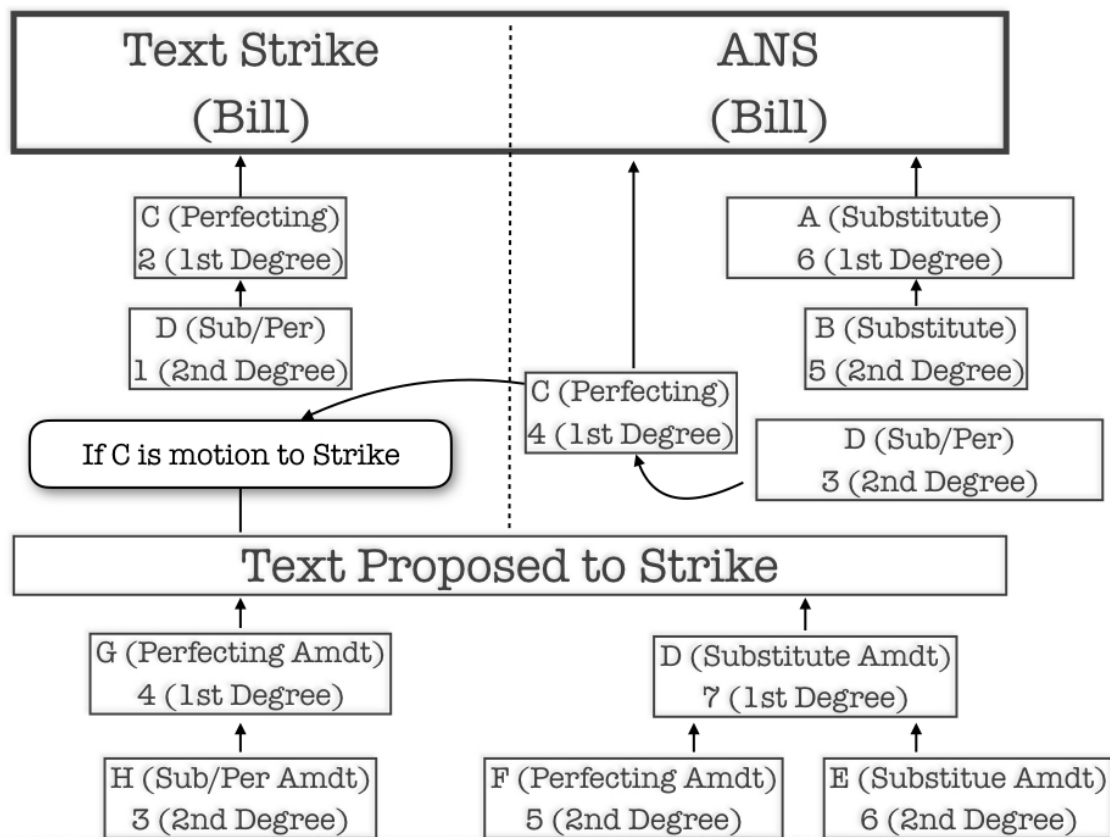 Text Strike
(Bill)
ANS
(Bill)
C (Perfecting)
2 (1st Degree)
A (Substitute)
6 (1st Degree)
D (Sub/Per)
1 (2nd Degree)
B (Substitute)
5 (2nd Degree)
C (Perfecting)
4 (1st Degree)
If C is motion to Strike
D (Sub/Per)
3 (2nd Degree)
Text Proposed to Strike
G (Perfecting Amdt)
4 (1st Degree)
D (Substitute Amdt)
7 (1st Degree)
H (Sub/Per Amdt)
3 (2nd Degree)
F (Perfecting Amdt)
5 (2nd Degree)
E (Substitue Amdt)
6 (2nd Degree)